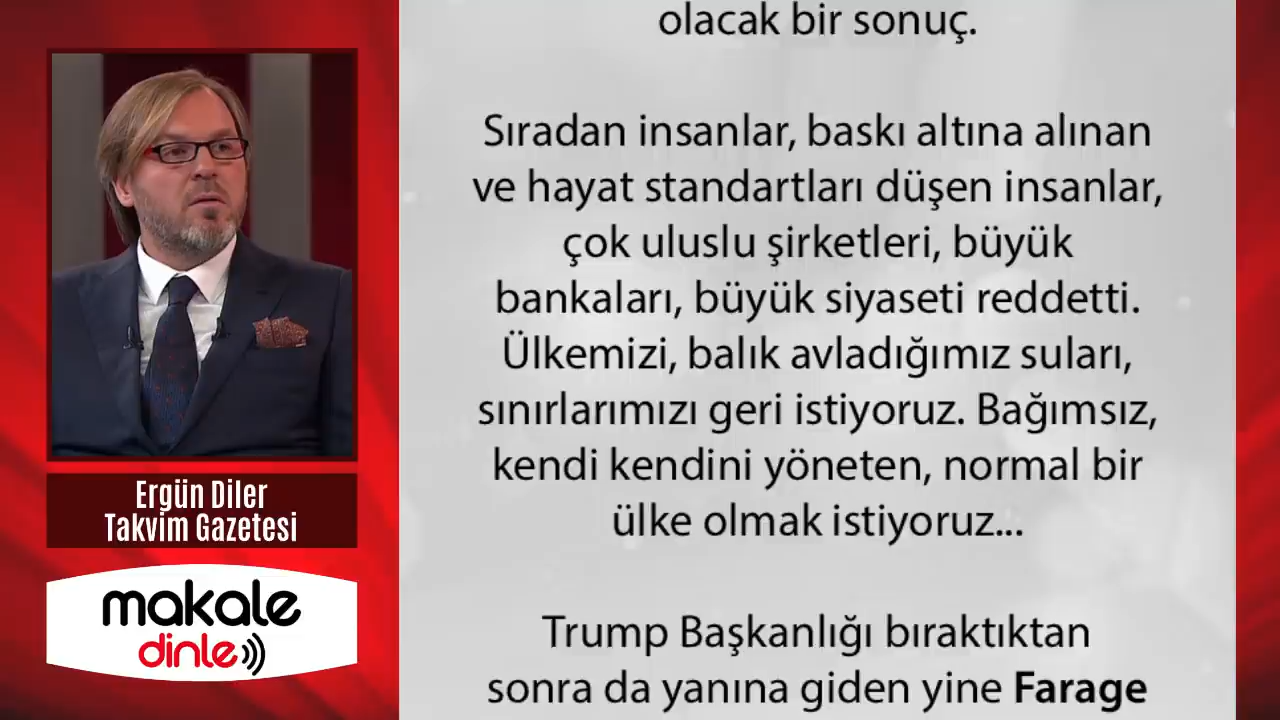 Ergün Diler
Takvim Gazetesi
makale
dinle
olacak bir sonuç.
Sıradan insanlar, baskı altına alınan
ve hayat standartları düşen insanlar,
çok uluslu şirketleri, büyük
bankaları, büyük siyaseti reddetti.
Ülkemizi, balık avladığımız suları,
sınırlarımızı geri istiyoruz. Bağımsız,
kendi kendini yöneten, normal bir
ülke olmak istiyoruz...
Trump Başkanlığı bıraktıktan
sonra da yanına giden yine Farage